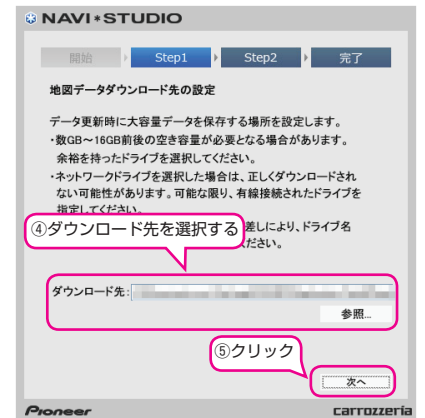 NAVI*STUDIO
開始 Step1 Step2 完了
地図データダウンロード先の設定
データ更新時に大容量データを保存する場所を設定します。
・数GB～16GB前後の空き容量が必要となる場合があります。
余裕を持ったドライブを選択してください。
・ネットワークドライブを選択した場合は、正しくダウンロードされ
ない可能性があります。可能な限り、有線接続されたドライブを
指定してください。
④ダウンロード先を選択する
差しにより、ドライブ名
ださい。
ダウンロード先:
参照...
⑤クリック
次へ
Pioneer carrozzeria